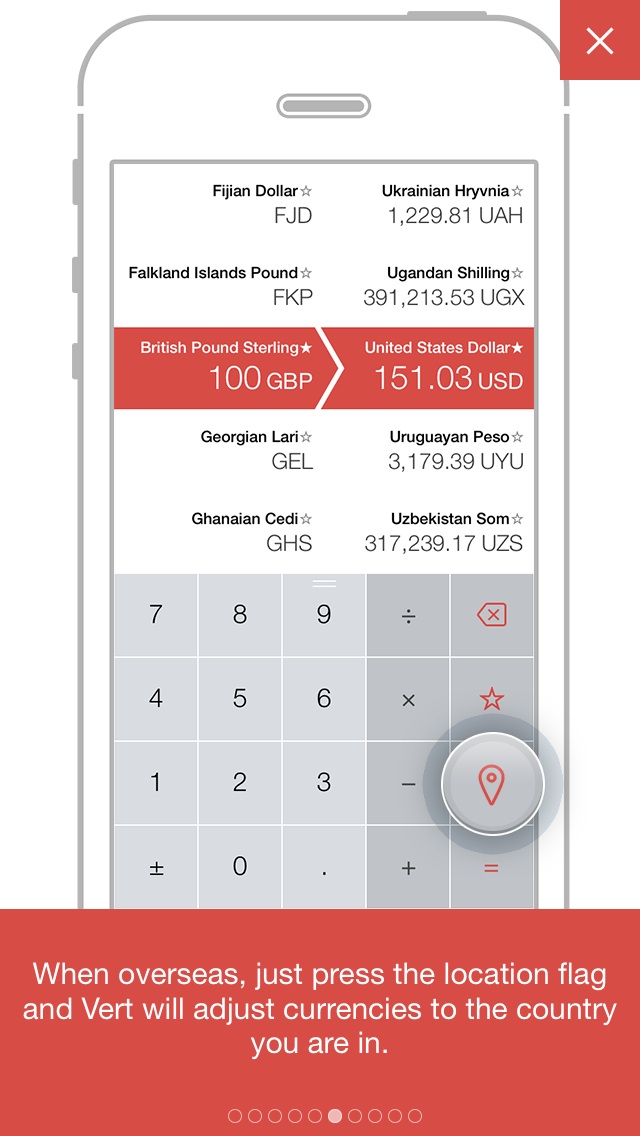 Fijian Dollar☆ Ukrainian Hryvnia☆
FJD 1,229.81 UAH
Falkland Islands Pound☆ Ugandan Shilling☆
FKP 391,213.53 UGX
British Pound Sterling★ United States Dollar★
100 GBP 151.03 USD
Georgian Lari☆ Uruguayan Peso☆
GEL 3,179.39 UYU
Ghanaian Cedi☆ Uzbekistan Som☆
GHS 317,239.17 UZS
7 8 9 ÷
4 5 6 ×
1 2 3 −
± 0 . + =
When overseas, just press the location flag
and Vert will adjust currencies to the country
you are in.